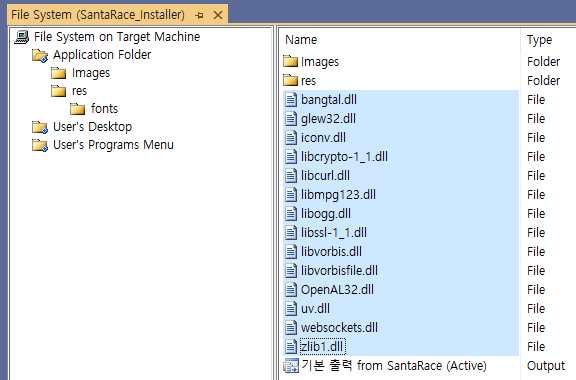 File System (SantaRace_Installer)
File System on Target Machine
Application Folder
Images
res
fonts
User's Desktop
User's Programs Menu
Name Type
Images Folder
res Folder
bangtal.dll File
glew32.dll File
iconv.dll File
libcrypto-1_1.dll File
libcurl.dll File
libmpg123.dll File
libogg.dll File
libssl-1_1.dll File
libvorbis.dll File
libvorbisfile.dll File
OpenAL32.dll File
uv.dll File
websockets.dll File
zlib1.dll File
기본 출력 from SantaRace (Active) Output